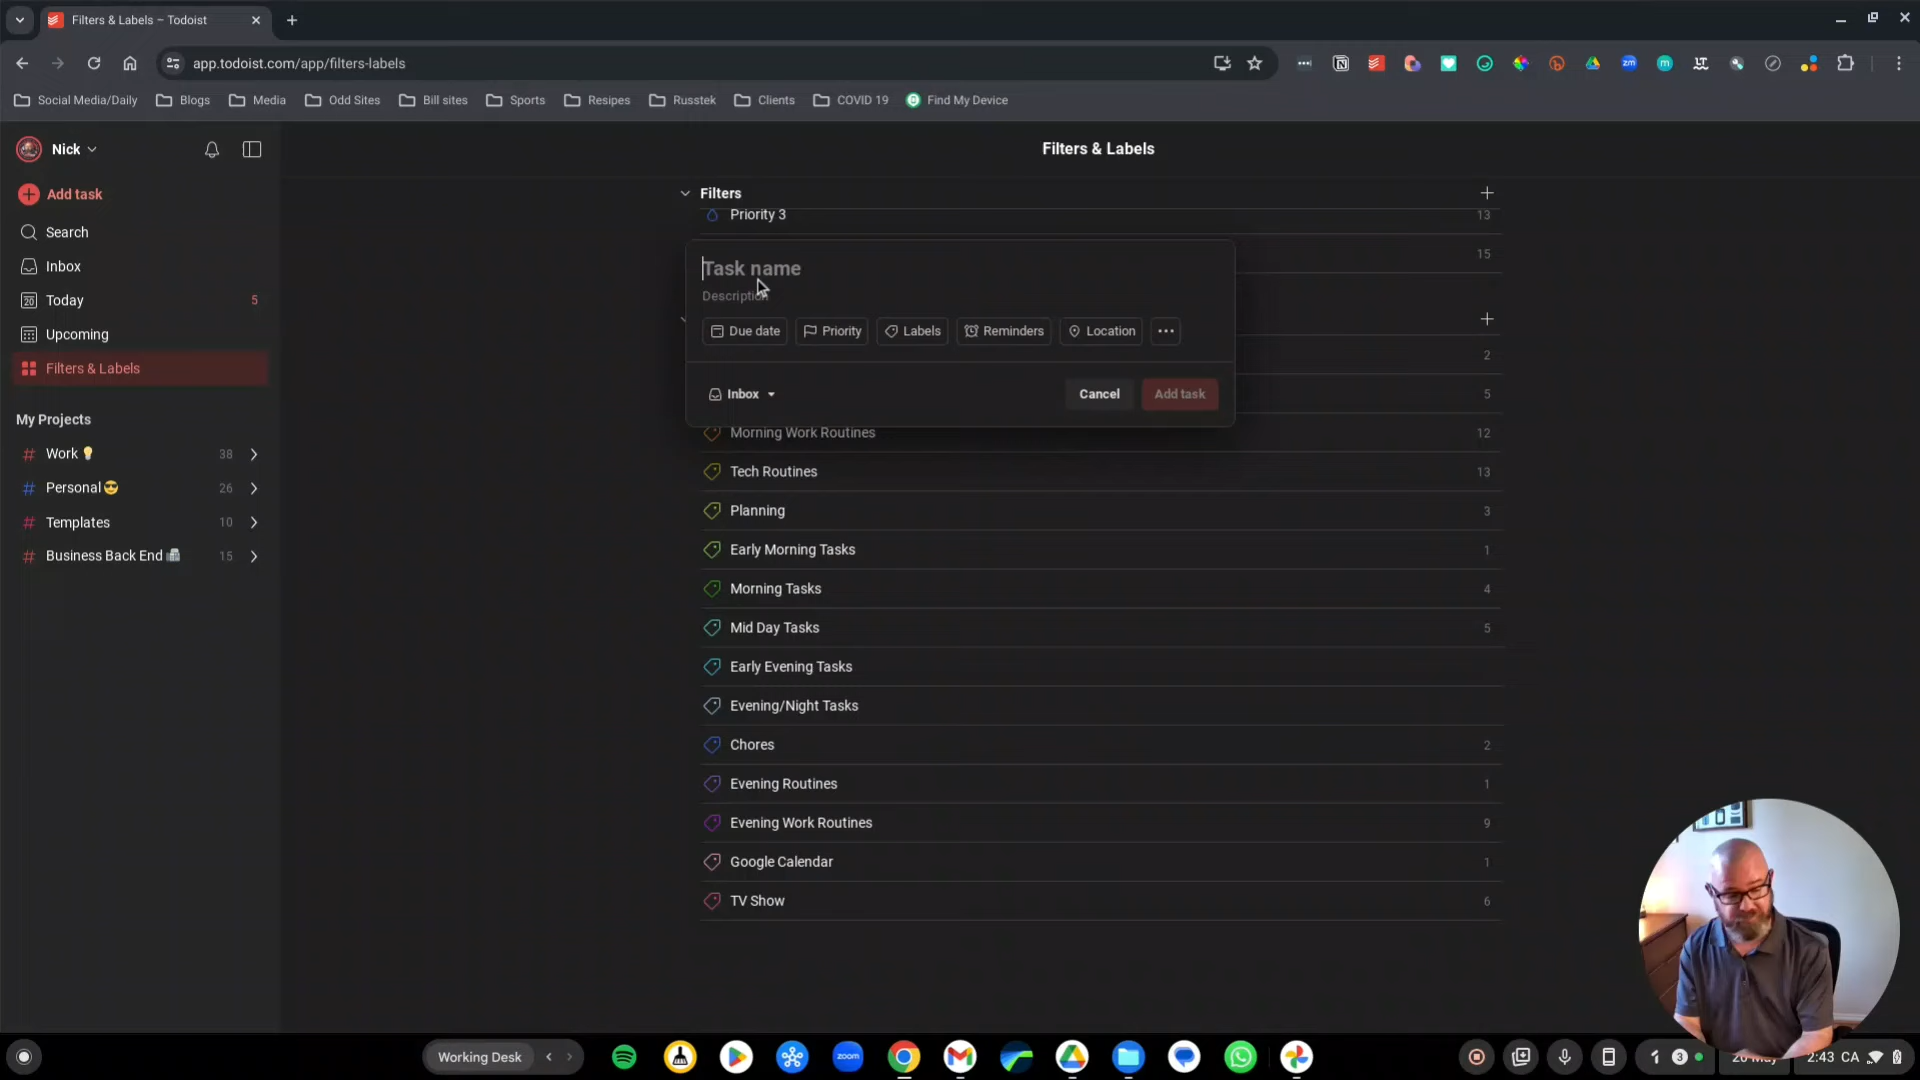 Filters & Labels – Todoist
app.todoist.com/app/filters-labels
Social Media/Daily
Blogs
Media
Odd Sites
Bill sites
Sports
Resipes
Russtek
Clients
COVID 19
Find My Device
Nick
Filters & Labels
Add task
Search
Inbox
20 Today 5
Upcoming
Filters & Labels
My Projects
# Work 38
# Personal 26
# Templates 10
# Business Back End 15
Filters
Priority 3 13
15
Task name
Description
Due date
Priority
Labels
Reminders
Location
Inbox
Cancel
Add task
2
5
Morning Work Routines 12
Tech Routines 13
Planning 3
Early Morning Tasks 1
Morning Tasks 4
Mid Day Tasks 5
Early Evening Tasks
Evening/Night Tasks
Chores 2
Evening Routines 1
Evening Work Routines 9
Google Calendar 1
TV Show 6
Working Desk
zoom
3
2:43 CA